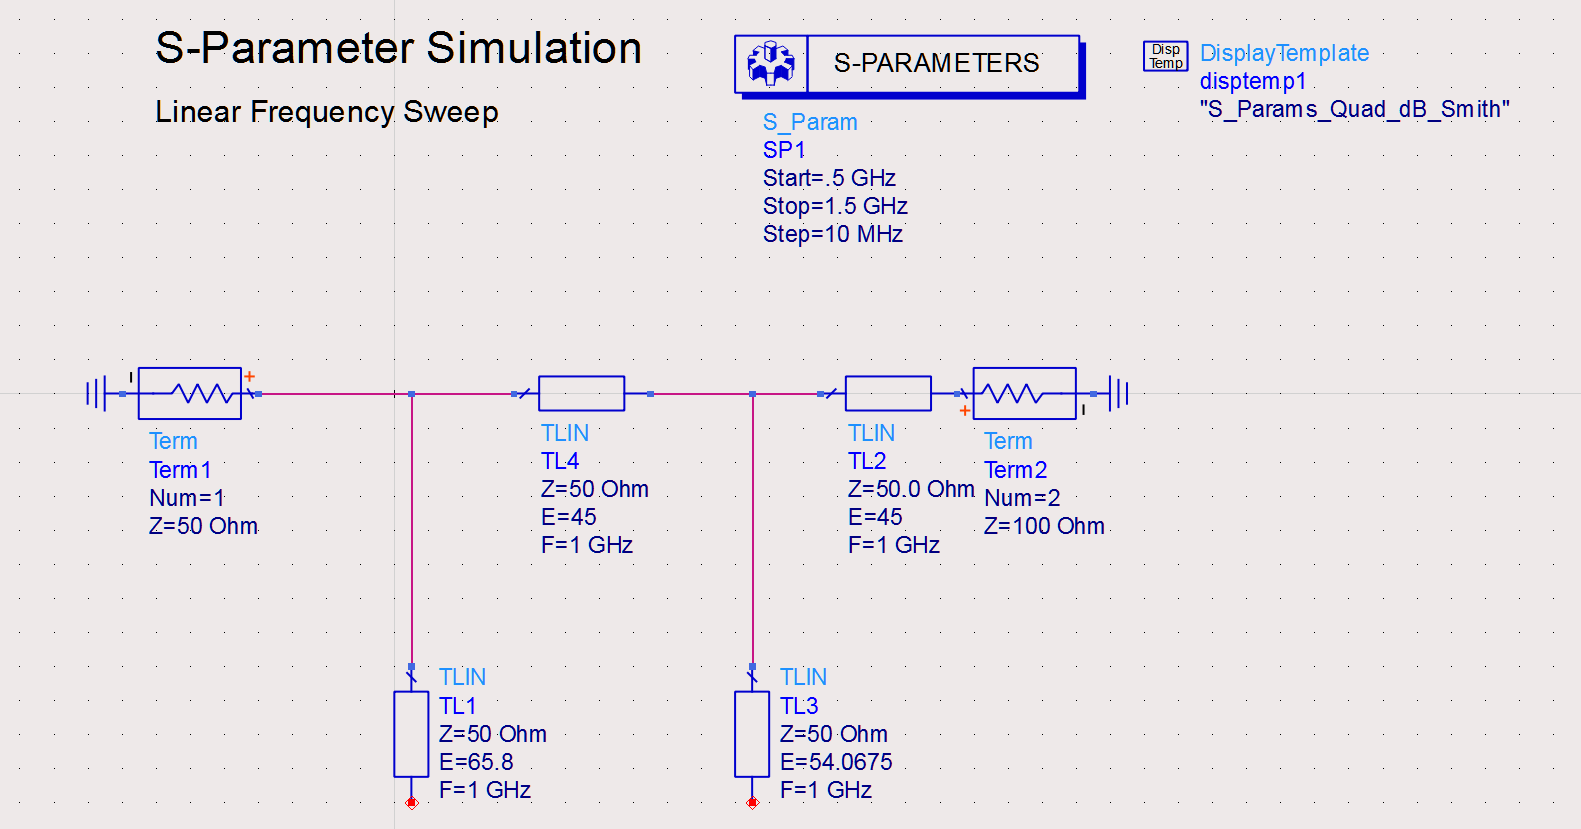 S-Parameter Simulation
Linear Frequency Sweep
S-PARAMETERS
S_Param
SP1
Start=.5 GHz
Stop=1.5 GHz
Step=10 MHz
Disp
Temp
DisplayTemplate
disptemp1
"S_Params_Quad_dB_Smith"
Term
Term1
Num=1
Z=50 Ohm
TLIN
TL4
Z=50 Ohm
E=45
F=1 GHz
TLIN
TL2
Z=50.0 Ohm
E=45
F=1 GHz
Term
Term2
Num=2
Z=100 Ohm
TLIN
TL1
Z=50 Ohm
E=65.8
F=1 GHz
TLIN
TL3
Z=50 Ohm
E=54.0675
F=1 GHz